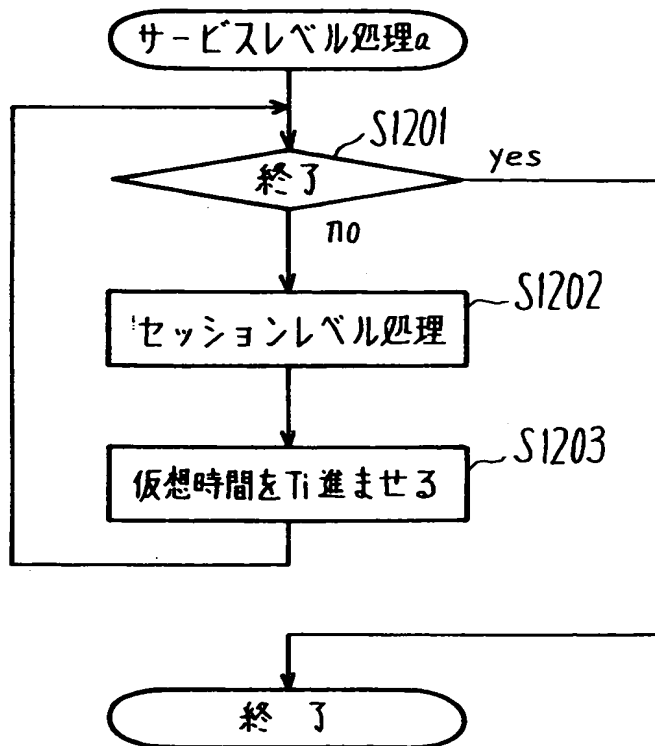 サービスレベル処理a
S1201
終了
yes
no
S1202
セッションレベル処理
S1203
仮想時間をTi進ませる
終了